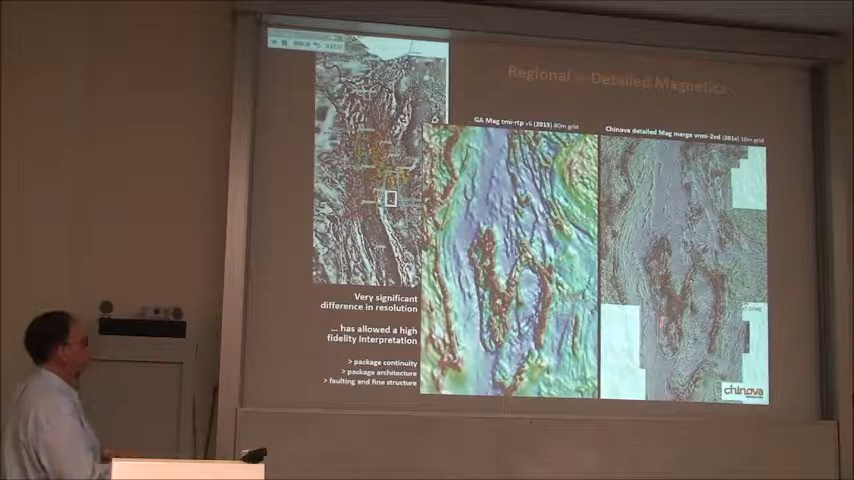 Regional – Detailed Magnetics
GA Mag tmi-rtp v6 (2015) 80m grid
Chinova detailed Mag merge vrmi-2vd (201x) 10m grid
Very significant
difference in resolution
... has allowed a high
fidelity interpretation
> package continuity
> package architecture
> faulting and fine structure
chinova